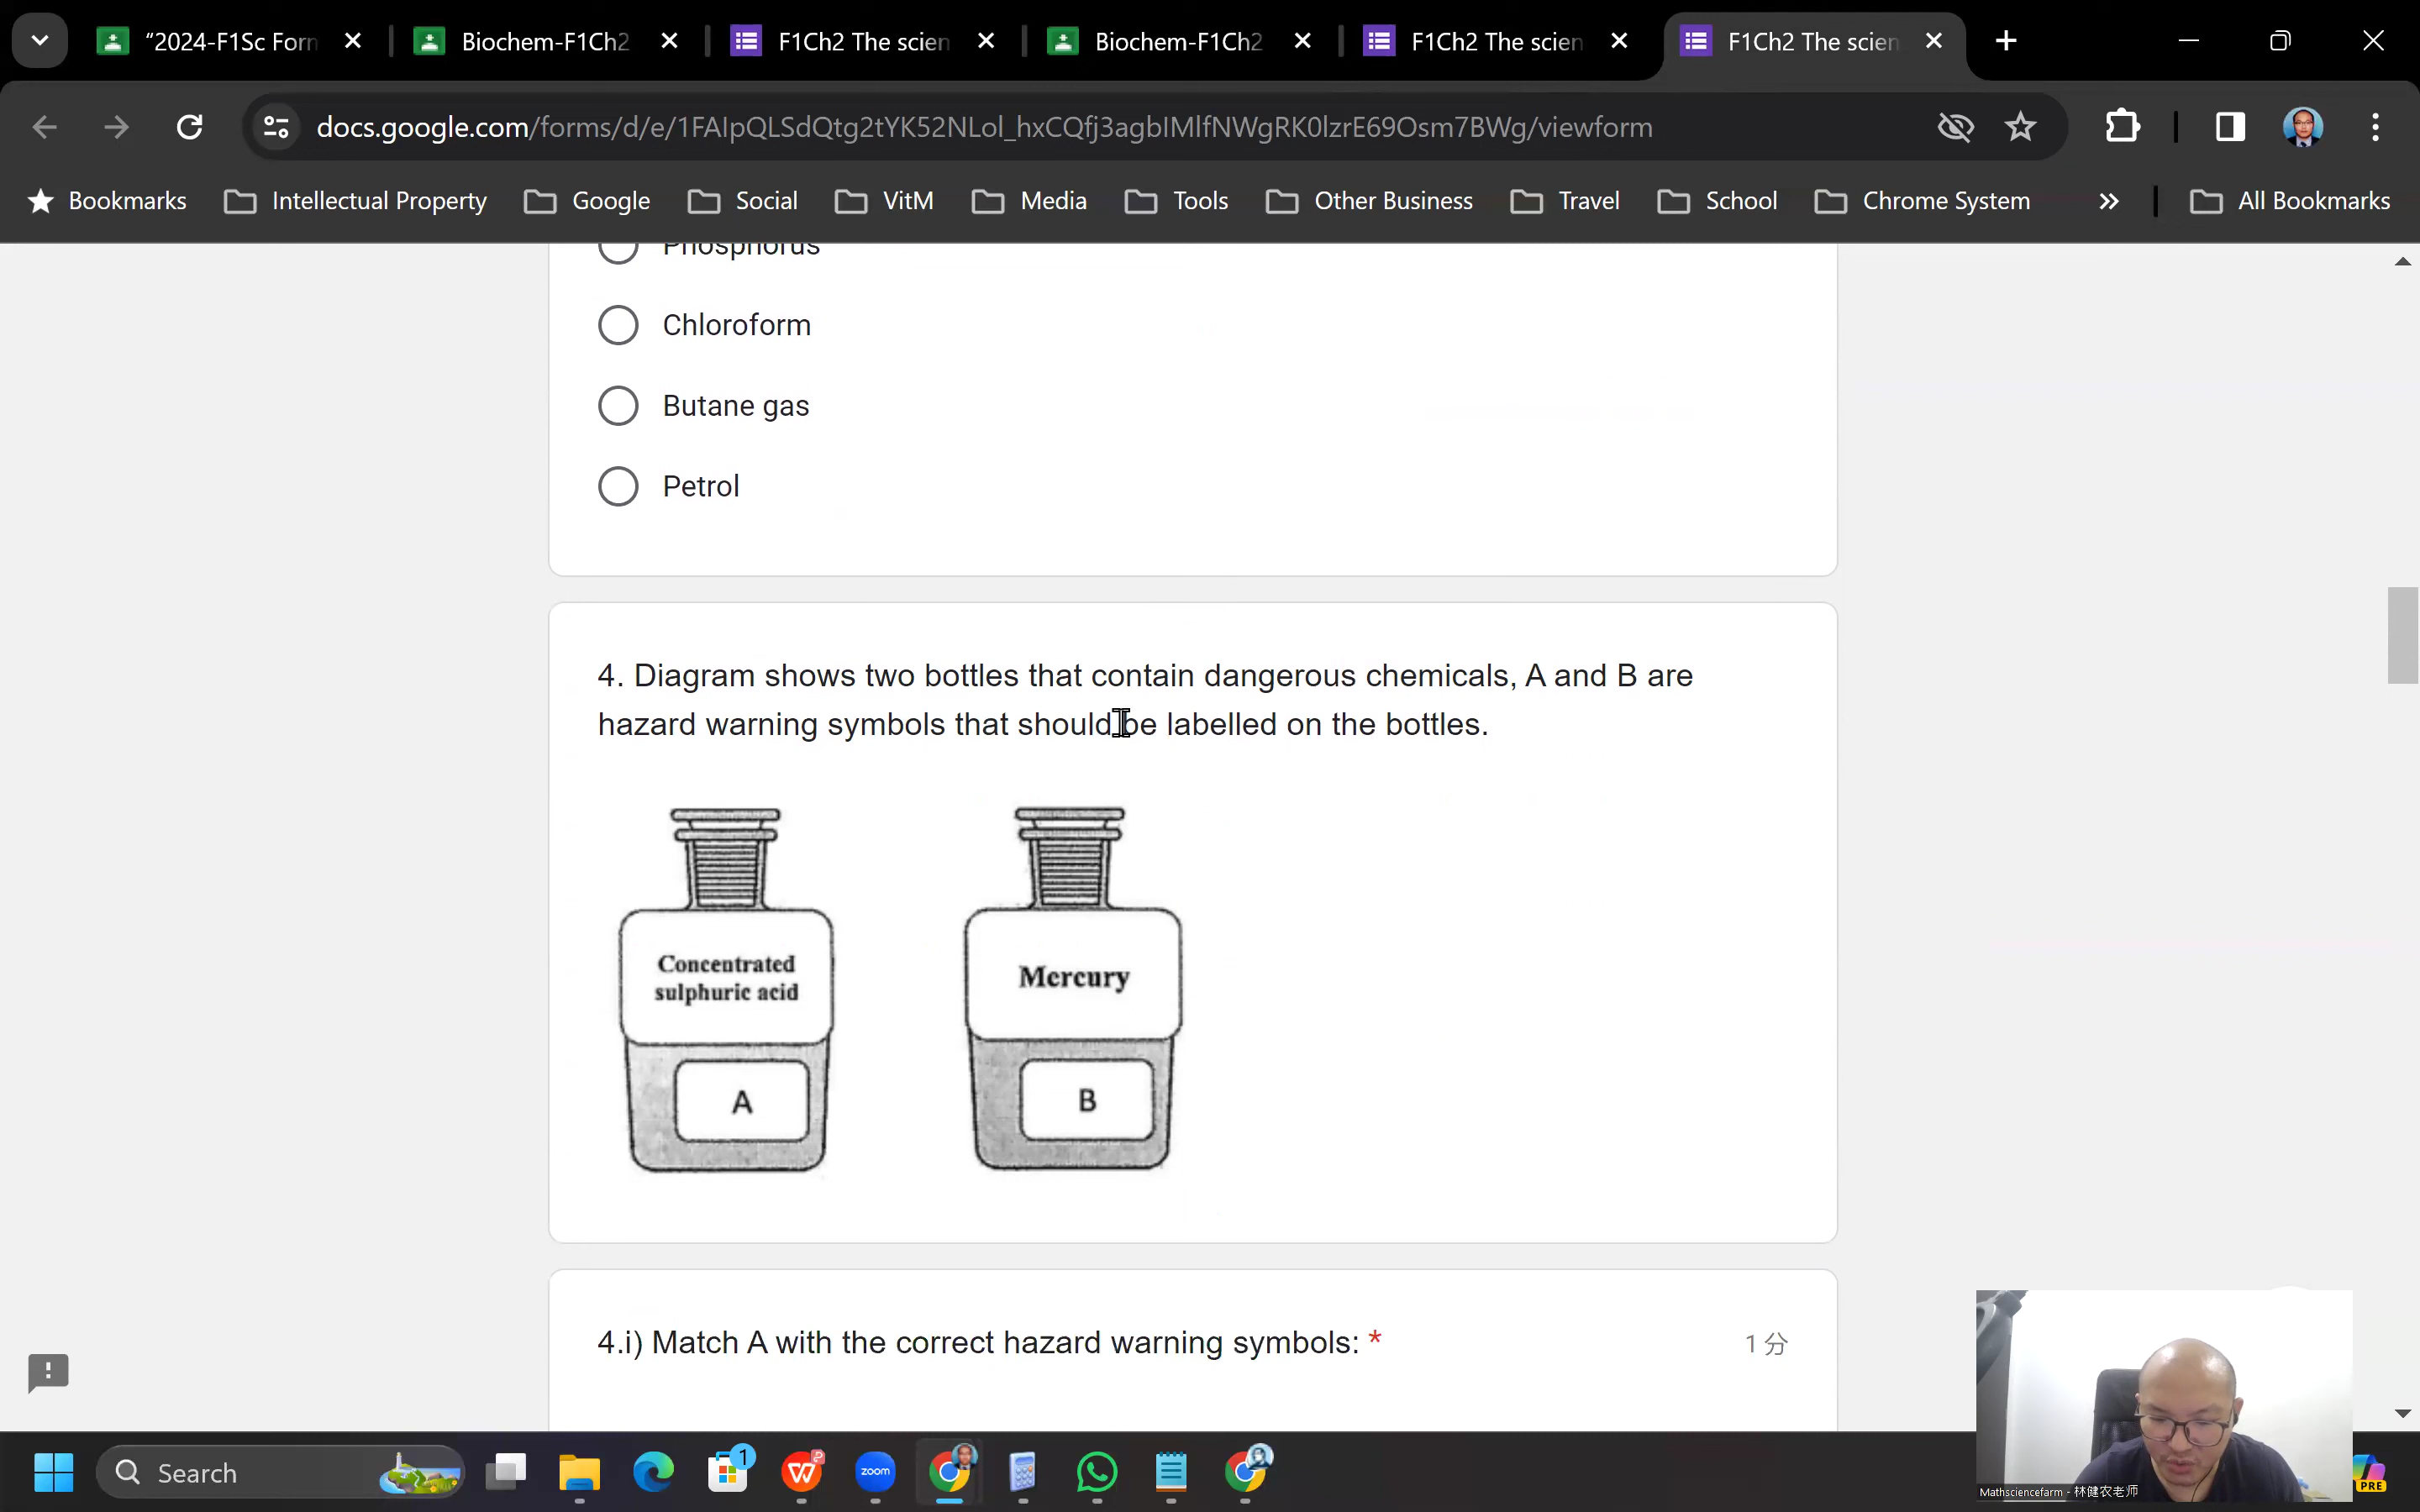 “2024-F1Sc Forn
Biochem-F1Ch2
F1Ch2 The scien
Biochem-F1Ch2
F1Ch2 The scien
F1Ch2 The scien
docs.google.com/forms/d/e/1FAIpQLSdQtg2tYK52NLol_hxCQfj3agbIMlfNWgRK0lzrE69Osm7BWg/viewform
Bookmarks
Intellectual Property
Google
Social
VitM
Media
Tools
Other Business
Travel
School
Chrome System
All Bookmarks
Phosphorus
Chloroform
Butane gas
Petrol
4. Diagram shows two bottles that contain dangerous chemicals, A and B are
hazard warning symbols that should be labelled on the bottles.
Concentrated
sulphuric acid
A
Mercury
B
4.i) Match A with the correct hazard warning symbols: *
1 分
Mathsciencefarm - 林健农老师
Search
1
zoom
PRE